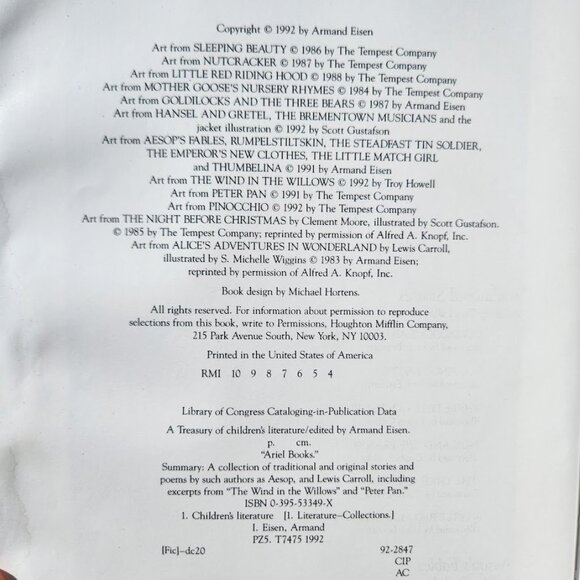 Copyright © 1992 by Armand Eisen
Art from SLEEPING BEAUTY © 1986 by The Tempest Company
Art from NUTCRACKER © 1987 by The Tempest Company
Art from LITTLE RED RIDING HOOD © 1988 by The Tempest Company
Art from MOTHER GOOSE'S NURSERY RHYMES © 1984 by The Tempest Company
Art from GOLDILOCKS AND THE THREE BEARS © 1987 by Armand Eisen
Art from HANSEL AND GRETEL, THE BREMENTOWN MUSICIANS and the
jacket illustration © 1992 by Scott Gustafson
Art from AESOP'S FABLES, RUMPELSTILTSKIN, THE STEADFAST TIN SOLDIER,
THE EMPEROR'S NEW CLOTHES, THE LITTLE MATCH GIRL
and THUMBELINA © 1991 by Armand Eisen
Art from THE WIND IN THE WILLOWS © 1992 by Troy Howell
Art from PETER PAN © 1991 by The Tempest Company
Art from PINOCCHIO © 1992 by The Tempest Company
Art from THE NIGHT BEFORE CHRISTMAS by Clement Moore, illustrated by Scott Gustafson.
© 1985 by The Tempest Company; reprinted by permission of Alfred A. Knopf, Inc.
Art from ALICE'S ADVENTURES IN WONDERLAND by Lewis Carroll,
illustrated by S. Michelle Wiggins © 1983 by Armand Eisen;
reprinted by permission of Alfred A. Knopf, Inc.
Book design by Michael Hortens.
All rights reserved. For information about permission to reproduce
selections from this book, write to Permissions, Houghton Mifflin Company,
215 Park Avenue South, New York, NY 10003.
Printed in the United States of America
RMI 10 9 8 7 6 5 4
Library of Congress Cataloging-in-Publication Data
A Treasury of children's literature/edited by Armand Eisen.
p. cm.
"Ariel Books."
Summary: A collection of traditional and original stories and
poems by such authors as Aesop, and Lewis Carroll, including
excerpts from "The Wind in the Willows" and "Peter Pan."
ISBN 0-395-53349-X
1. Children's literature [1. Literature–Collections.]
I. Eisen, Armand
PZ5. T7475 1992
[Fic]–dc20 92-2847
CIP
AC